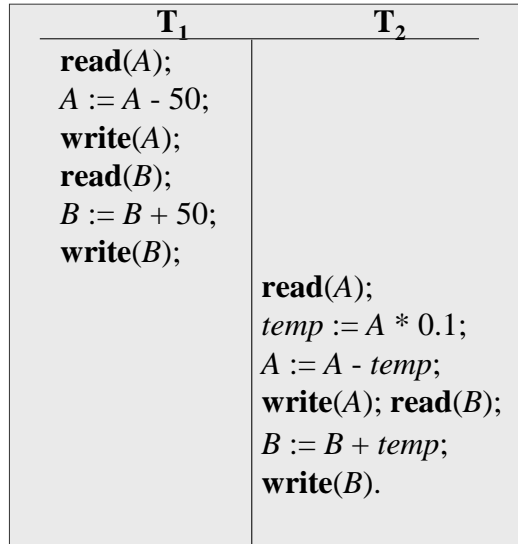 T₁ T₂
read(A);
A := A - 50;
write(A);
read(B);
B := B + 50;
write(B);
read(A);
temp := A * 0.1;
A := A - temp;
write(A); read(B);
B := B + temp;
write(B).